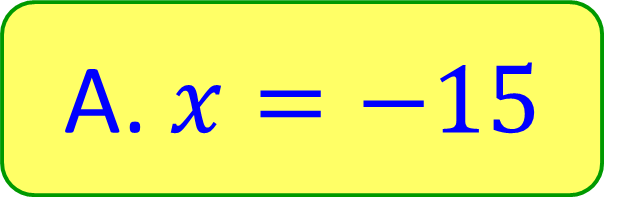 A. x = −15